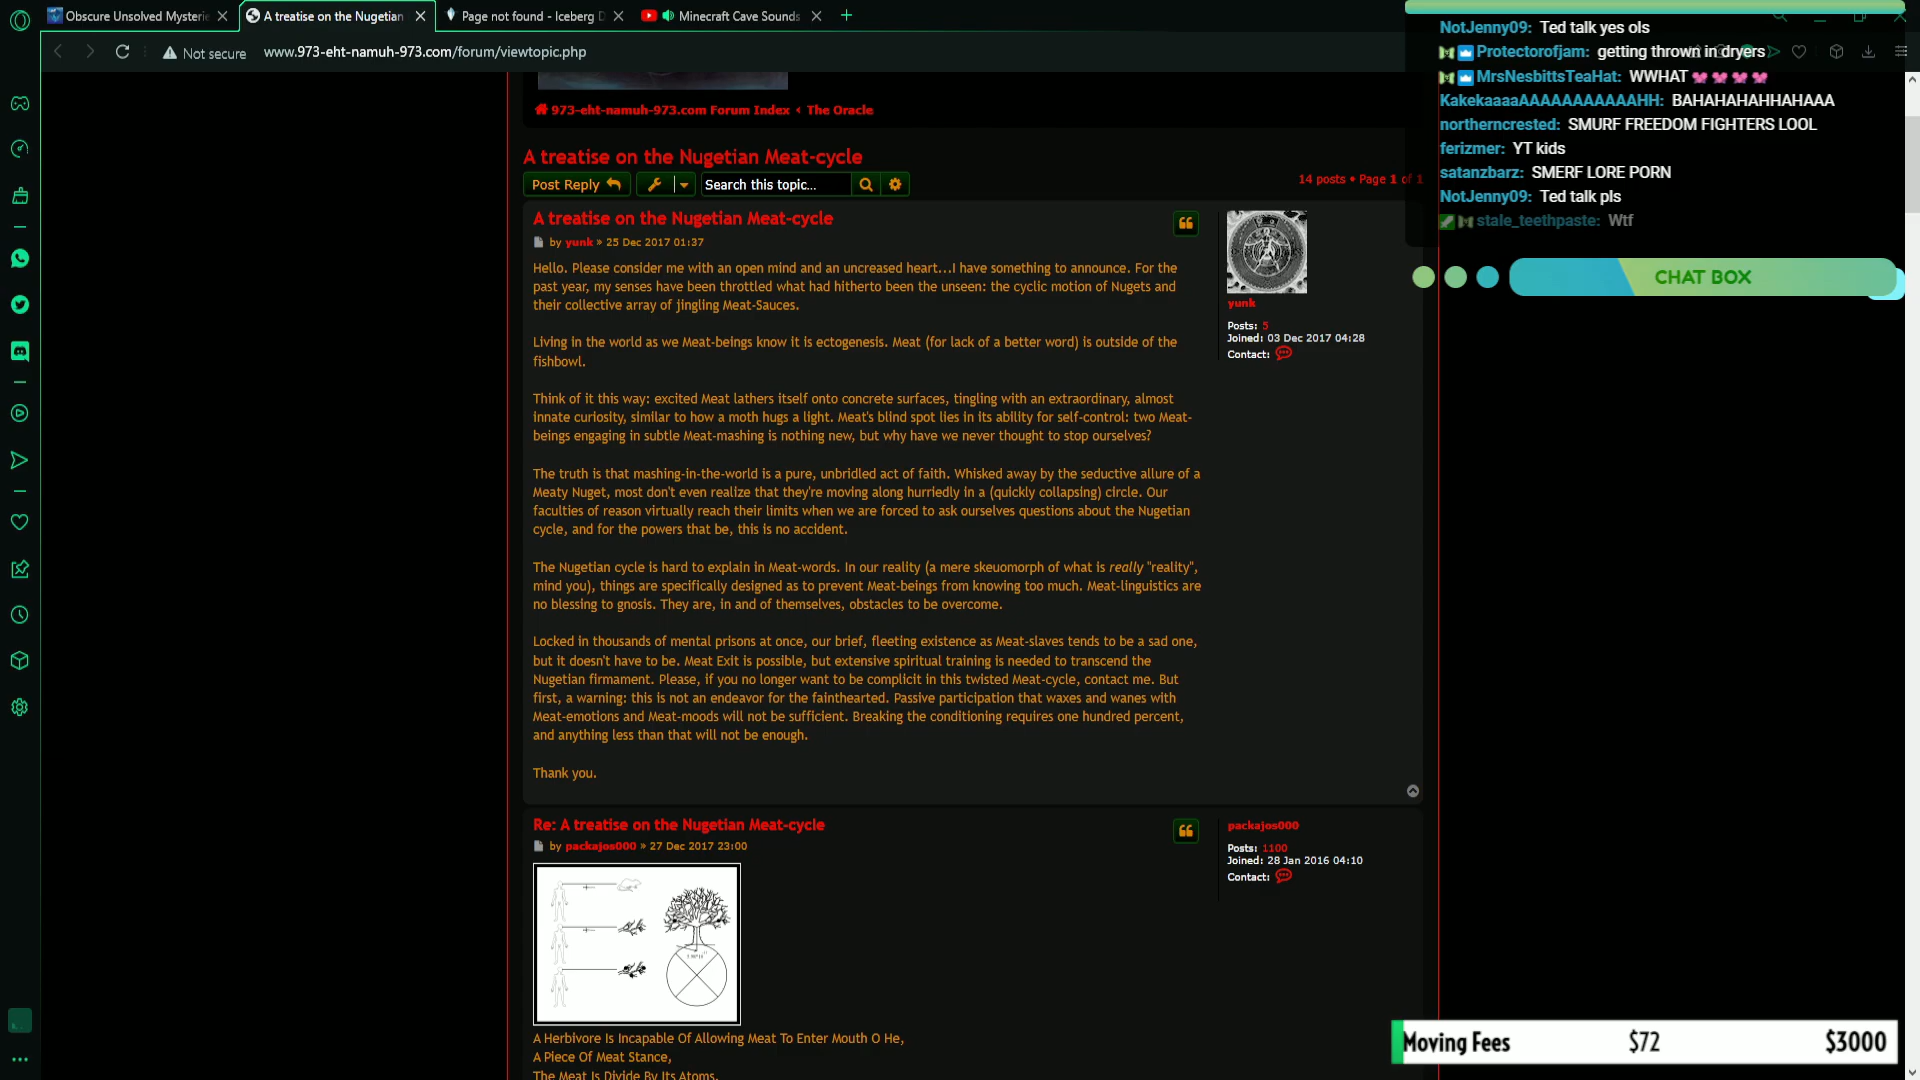 Obscure Unsolved Mysterie
A treatise on the Nugetian
Page not found - Iceberg D
Minecraft Cave Sounds
Not secure
www.973-eht-namuh-973.com/forum/viewtopic.php
973-eht-namuh-973.com Forum Index ‹ The Oracle
A treatise on the Nugetian Meat-cycle
Post Reply
Search this topic...
14 posts • Page 1 of 1
A treatise on the Nugetian Meat-cycle
by yunk » 25 Dec 2017 01:37
Hello. Please consider me with an open mind and an uncreased heart...I have something to announce. For the
past year, my senses have been throttled what had hitherto been the unseen: the cyclic motion of Nugets and
their collective array of jingling Meat-Sauces.
Living in the world as we Meat-beings know it is ectogenesis. Meat (for lack of a better word) is outside of the
fishbowl.
Think of it this way: excited Meat lathers itself onto concrete surfaces, tingling with an extraordinary, almost
innate curiosity, similar to how a moth hugs a light. Meat's blind spot lies in its ability for self-control: two Meat-
beings engaging in subtle Meat-mashing is nothing new, but why have we never thought to stop ourselves?
The truth is that mashing-in-the-world is a pure, unbridled act of faith. Whisked away by the seductive allure of a
Meaty Nuget, most don't even realize that they're moving along hurriedly in a (quickly collapsing) circle. Our
faculties of reason virtually reach their limits when we are forced to ask ourselves questions about the Nugetian
cycle, and for the powers that be, this is no accident.
The Nugetian cycle is hard to explain in Meat-words. In our reality (a mere skeuomorph of what is really "reality",
mind you), things are specifically designed as to prevent Meat-beings from knowing too much. Meat-linguistics are
no blessing to gnosis. They are, in and of themselves, obstacles to be overcome.
Locked in thousands of mental prisons at once, our brief, fleeting existence as Meat-slaves tends to be a sad one,
but it doesn't have to be. Meat Exit is possible, but extensive spiritual training is needed to transcend the
Nugetian firmament. Please, if you no longer want to be complicit in this twisted Meat-cycle, contact me. But
first, a warning: this is not an endeavor for the fainthearted. Passive participation that waxes and wanes with
Meat-emotions and Meat-moods will not be sufficient. Breaking the conditioning requires one hundred percent,
and anything less than that will not be enough.
Thank you.
yunk
Posts: 5
Joined: 03 Dec 2017 04:28
Contact:
Re: A treatise on the Nugetian Meat-cycle
by packajos000 » 27 Dec 2017 23:00
packajos000
Posts: 1100
Joined: 28 Jan 2016 04:10
Contact:
A Herbivore Is Incapable Of Allowing Meat To Enter Mouth O He,
A Piece Of Meat Stance,
The Meat Is Divide By Its Atoms,
NotJenny09: Ted talk yes ols
Protectorofjam: getting thrown in dryers
MrsNesbittsTeaHat: WWHAT
KakekaaaaAAAAAAAAAAAHH: BAHAHAHAHHAHAAA
northerncrested: SMURF FREEDOM FIGHTERS LOOL
ferizmer: YT kids
satanzbarz: SMERF LORE PORN
NotJenny09: Ted talk pls
stale_teethpaste: Wtf
CHAT BOX
Moving Fees $72 $3000